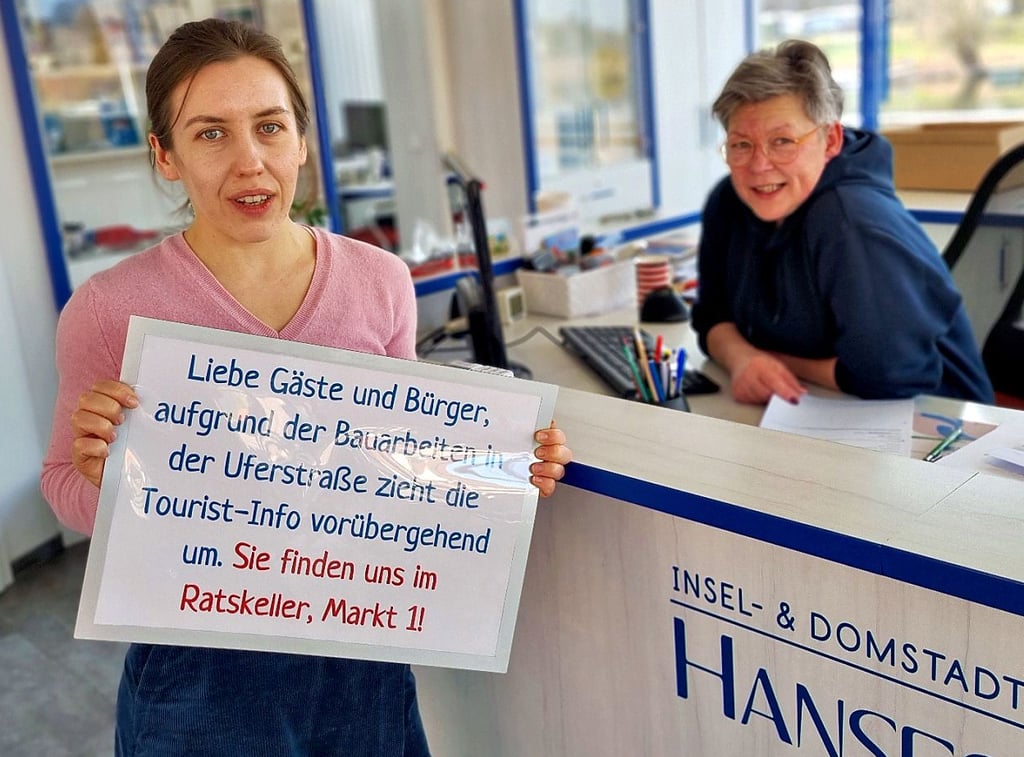 Liebe Gäste und Bürger,
aufgrund der Bauarbeiten in
der Uferstraße zieht die
Tourist-Info vorübergehend
um. Sie finden uns im
Ratskeller, Markt 1!
INSEL- & DOMSTADT
HANSE